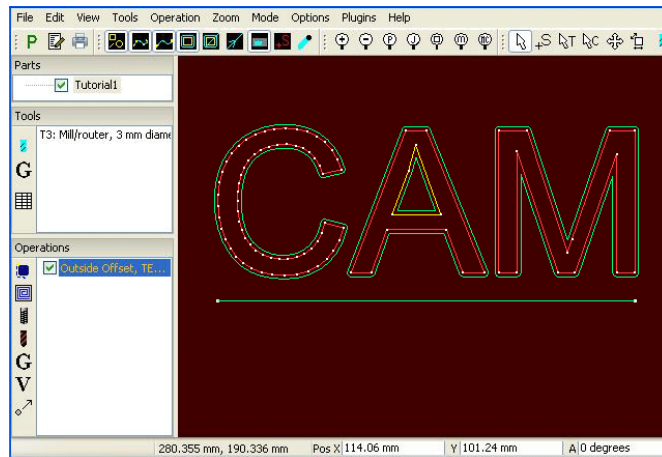 File Edit View Tools Operation Zoom Mode Options Plugins Help
P +S T C
Parts
Tutorial1
Tools
T3: Mill/router, 3 mm diame
G
Operations
Outside Offset, TE...
G
V
CAM
280.355 mm, 190.336 mm Pos X 114.06 mm Y 101.24 mm A 0 degrees